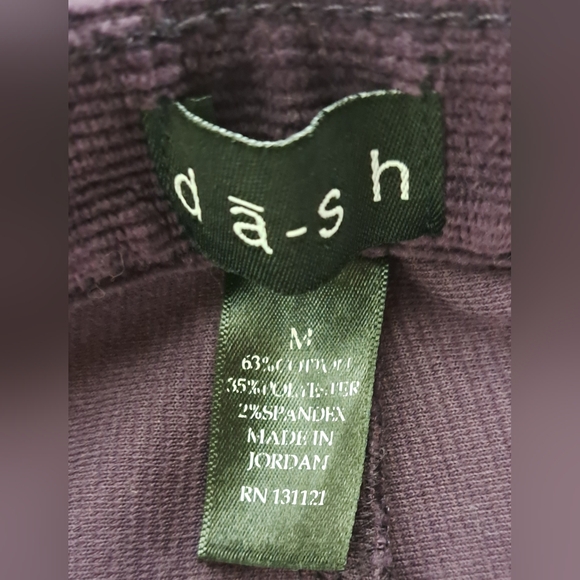 dā-sh
M
63%COTTON
35%POLYESTER
2%SPANDEX
MADE IN
JORDAN
RN 131121